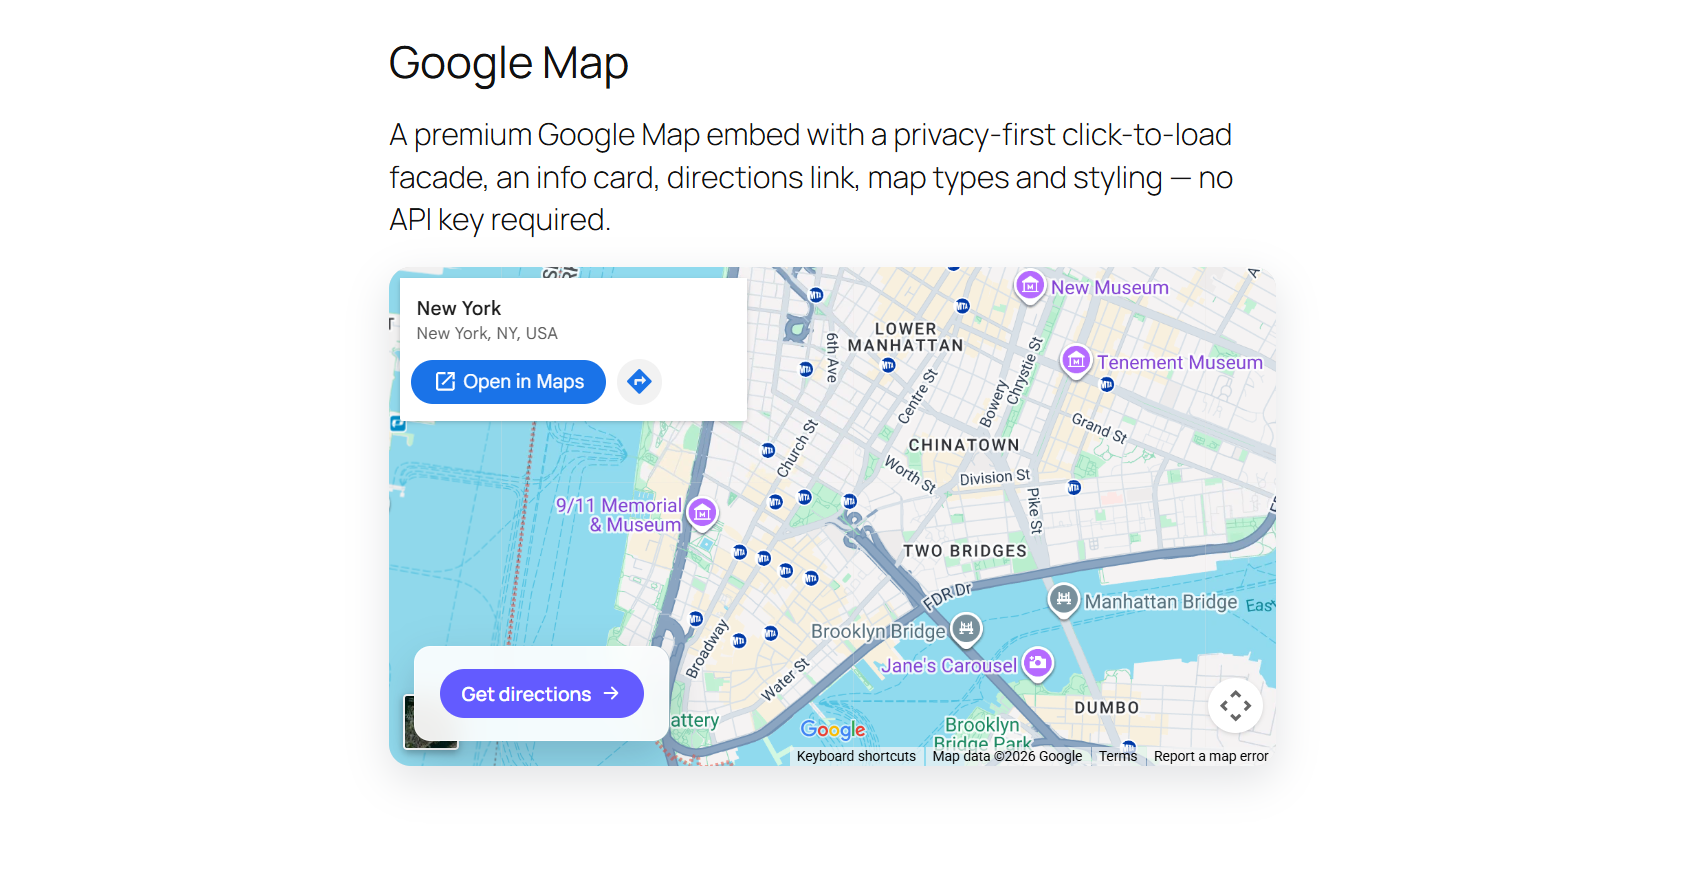 Google Map
A premium Google Map embed with a privacy-first click-to-load
facade, an info card, directions link, map types and styling — no
API key required.
New York
New York, NY, USA
Open in Maps
New Museum
LOWER
MANHATTAN
6th Ave
Tenement Museum
Chrystie St
Centre St
Bowery
Grand St
Church St
CHINATOWN
Worth St
Division St
Pike St
9/11 Memorial
& Museum
TWO BRIDGES
FDR Dr
Manhattan Bridge
East
Brooklyn Bridge
Jane's Carousel
Broadway
Water St
Get directions
attery
DUMBO
Google
Brooklyn
Bridge Park
Keyboard shortcuts
Map data ©2026 Google
Terms
Report a map error